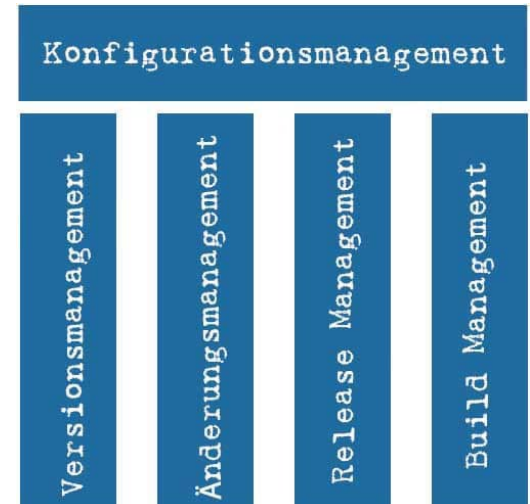 Konfigurationsmanagement
Versionsmanagement
Änderungsmanagement
Release Management
Build Management